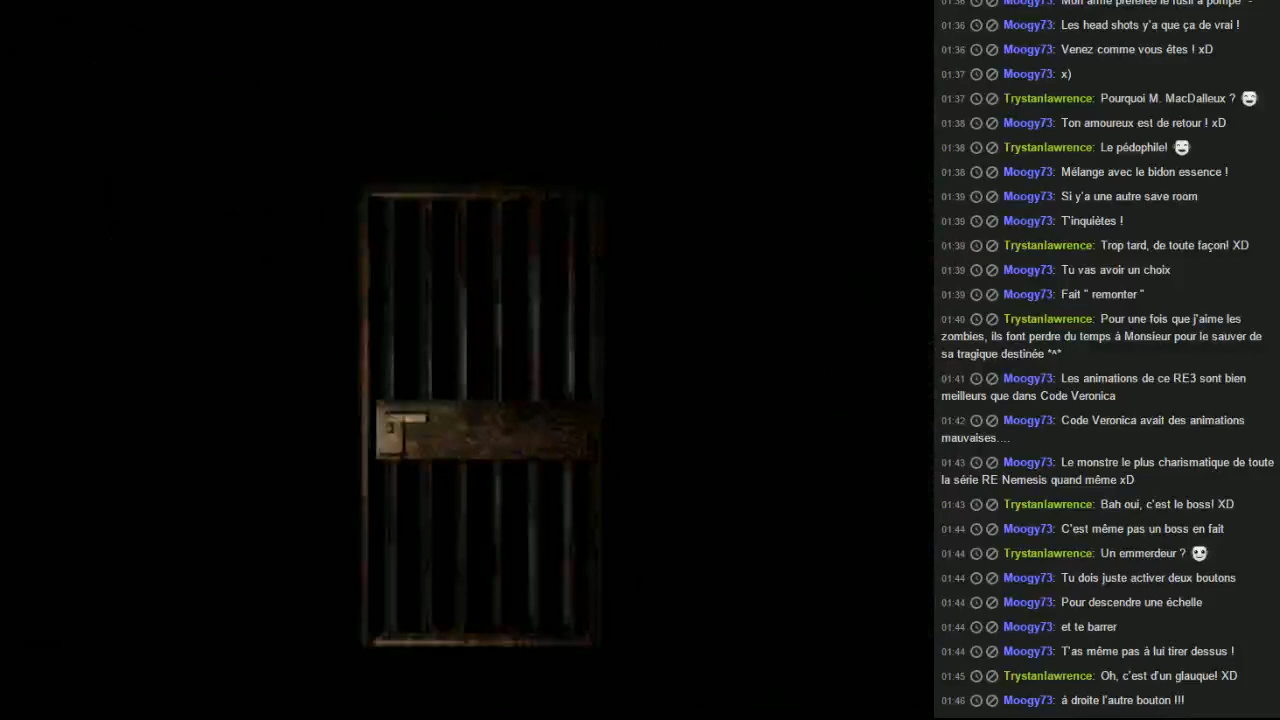 01:36 Moogy73: Mon arme préférée le fusil à pompe
01:36 Moogy73: Les head shots y'a que ça de vrai !
01:36 Moogy73: Venez comme vous êtes ! xD
01:37 Moogy73: x)
01:37 Trystanlawrence: Pourquoi M. MacDalleux ?
01:38 Moogy73: Ton amoureux est de retour ! xD
01:38 Trystanlawrence: Le pédophile!
01:38 Moogy73: Mélange avec le bidon essence !
01:39 Moogy73: Si y'a une autre save room
01:39 Moogy73: T'inquiètes !
01:39 Trystanlawrence: Trop tard, de toute façon! XD
01:39 Moogy73: Tu vas avoir un choix
01:39 Moogy73: Fait " remonter "
01:40 Trystanlawrence: Pour une fois que j'aime les
zombies, ils font perdre du temps à Monsieur pour le sauver de
sa tragique destinée *^*
01:41 Moogy73: Les animations de ce RE3 sont bien
meilleurs que dans Code Veronica
01:42 Moogy73: Code Veronica avait des animations
mauvaises....
01:43 Moogy73: Le monstre le plus charismatique de toute
la série RE Nemesis quand même xD
01:43 Trystanlawrence: Bah oui, c'est le boss! XD
01:44 Moogy73: C'est même pas un boss en fait
01:44 Trystanlawrence: Un emmerdeur ?
01:44 Moogy73: Tu dois juste activer deux boutons
01:44 Moogy73: Pour descendre une échelle
01:44 Moogy73: et te barrer
01:44 Moogy73: T'as même pas à lui tirer dessus !
01:45 Trystanlawrence: Oh, c'est d'un glauque! XD
01:46 Moogy73: à droite l'autre bouton !!!